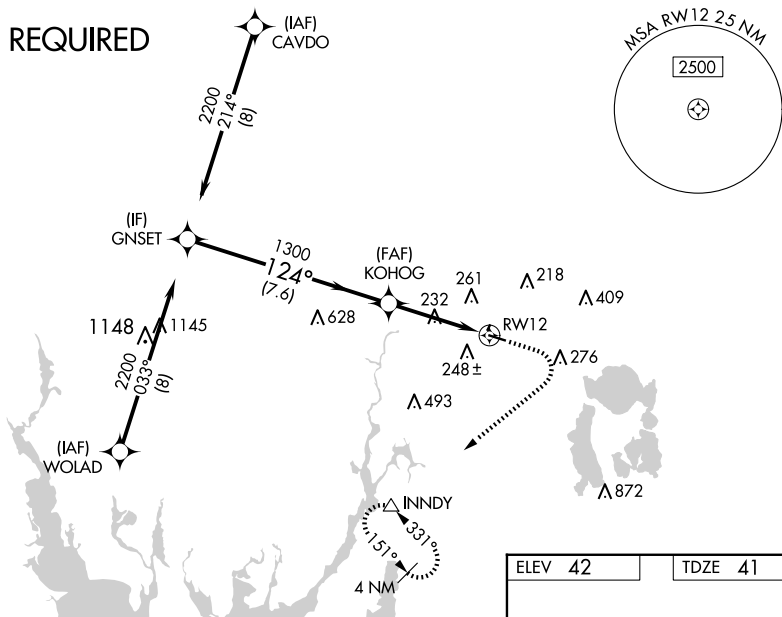 REQUIRED
(IAF)
CAVDO
MSA RW12 25 NM
2500
2200
214°
(8)
(IF)
GNSET
1300
124°
(7.6)
(FAF)
KOHOG
261
218
409
232
628
RW12
1148
1145
248±
276
2200
033°
(8)
493
(IAF)
WOLAD
872
INNDY
331°
151°
4 NM
ELEV 42
TDZE 41